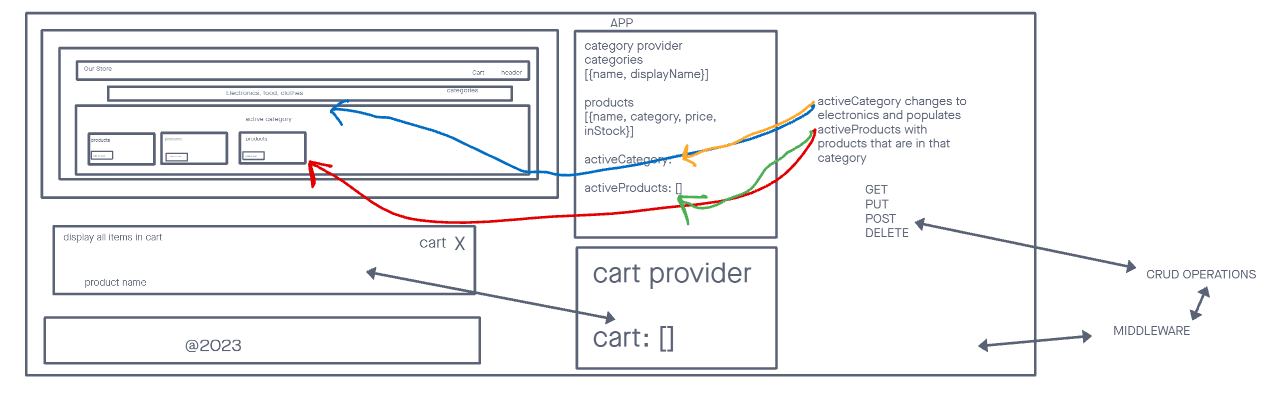 APP
Our Store
Cart
header
Electronics, food, clothes
categories
active category
products
products
products
category provider
categories
[{name, displayName}]
products
[{name, category, price,
inStock}]
activeCategory:
activeProducts: []
activeCategory changes to
electronics and populates
activeProducts with
products that are in that
category
GET
PUT
POST
DELETE
CRUD OPERATIONS
MIDDLEWARE
display all items in cart
cart X
product name
cart provider
cart: []
@2023